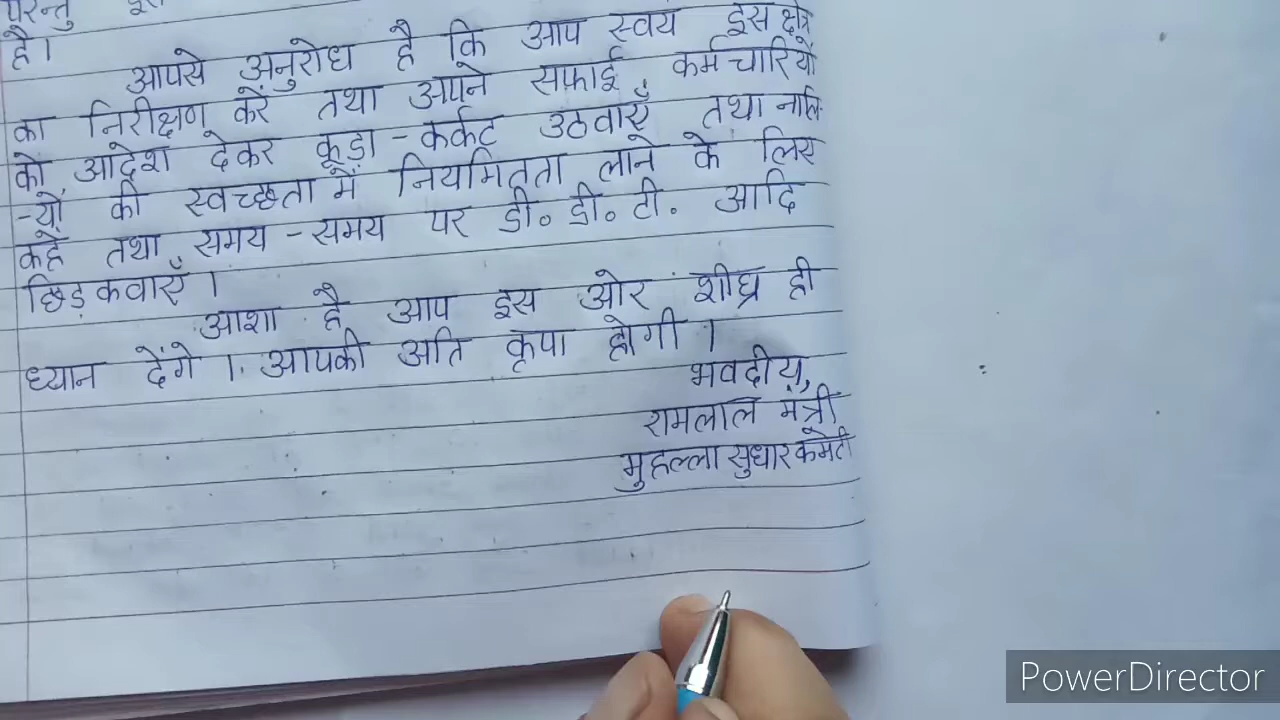 परन्तु
है।
आपसे अनुरोध है कि आप स्वयं इस क्षेत्र
का निरीक्षण करें तथा अपने सफाई कर्मचारियों
को आदेश देकर कूड़ा - कर्कट उठवाएँ तथा नालि
-यों की स्वच्छता में नियमितता लाने के लिए
कहें तथा समय - समय पर डी॰ डी॰ टी॰ आदि
छिड़कवाएँ ।
आशा है आप इस ओर शीघ्र ही
ध्यान देंगे । आपकी अति कृपा होगी ।
भवदीय,
रामलाल मंत्री
मुहल्ला सुधार कमेटी
PowerDirector